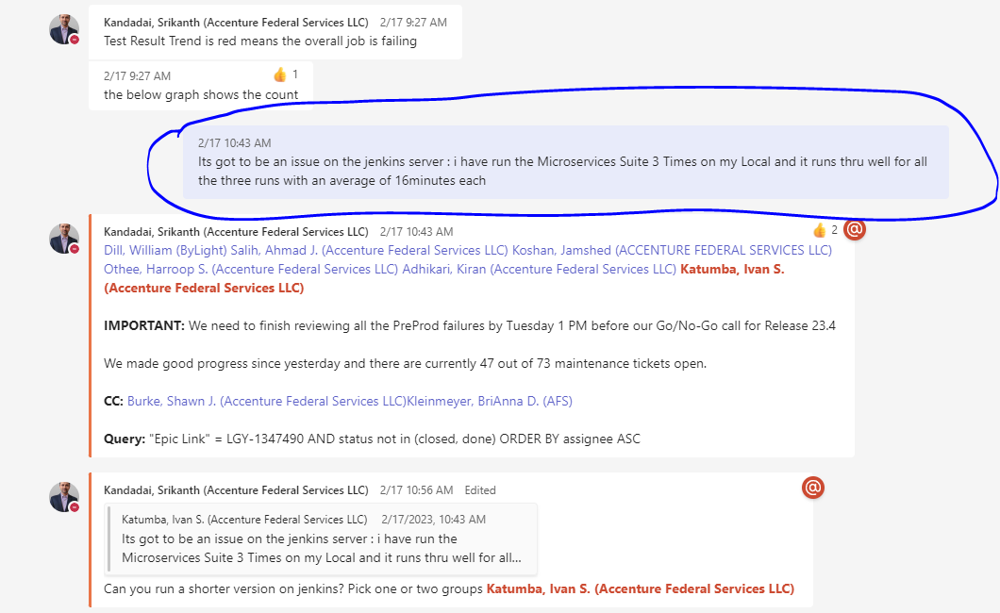 Kandadai, Srikanth (Accenture Federal Services LLC) 2/17 9:27 AM
Test Result Trend is red means the overall job is failing
2/17 9:27 AM 👍 1
the below graph shows the count
2/17 10:43 AM
Its got to be an issue on the jenkins server : i have run the Microservices Suite 3 Times on my Local and it runs thru well for all
the three runs with an average of 16minutes each
Kandadai, Srikanth (Accenture Federal Services LLC) 2/17 10:43 AM 👍 2 @
Dill, William (ByLight) Salih, Ahmad J. (Accenture Federal Services LLC) Koshan, Jamshed (ACCENTURE FEDERAL SERVICES LLC)
Othee, Harroop S. (Accenture Federal Services LLC) Adhikari, Kiran (Accenture Federal Services LLC) Katumba, Ivan S.
(Accenture Federal Services LLC)
IMPORTANT: We need to finish reviewing all the PreProd failures by Tuesday 1 PM before our Go/No-Go call for Release 23.4
We made good progress since yesterday and there are currently 47 out of 73 maintenance tickets open.
CC: Burke, Shawn J. (Accenture Federal Services LLC)Kleinmeyer, BriAnna D. (AFS)
Query: "Epic Link" = LGY-1347490 AND status not in (closed, done) ORDER BY assignee ASC
Kandadai, Srikanth (Accenture Federal Services LLC) 2/17 10:56 AM Edited @
Katumba, Ivan S. (Accenture Federal Services LLC) 2/17/2023, 10:43 AM
Its got to be an issue on the jenkins server : i have run the
Microservices Suite 3 Times on my Local and it runs thru well for all...
Can you run a shorter version on jenkins? Pick one or two groups Katumba, Ivan S. (Accenture Federal Services LLC)